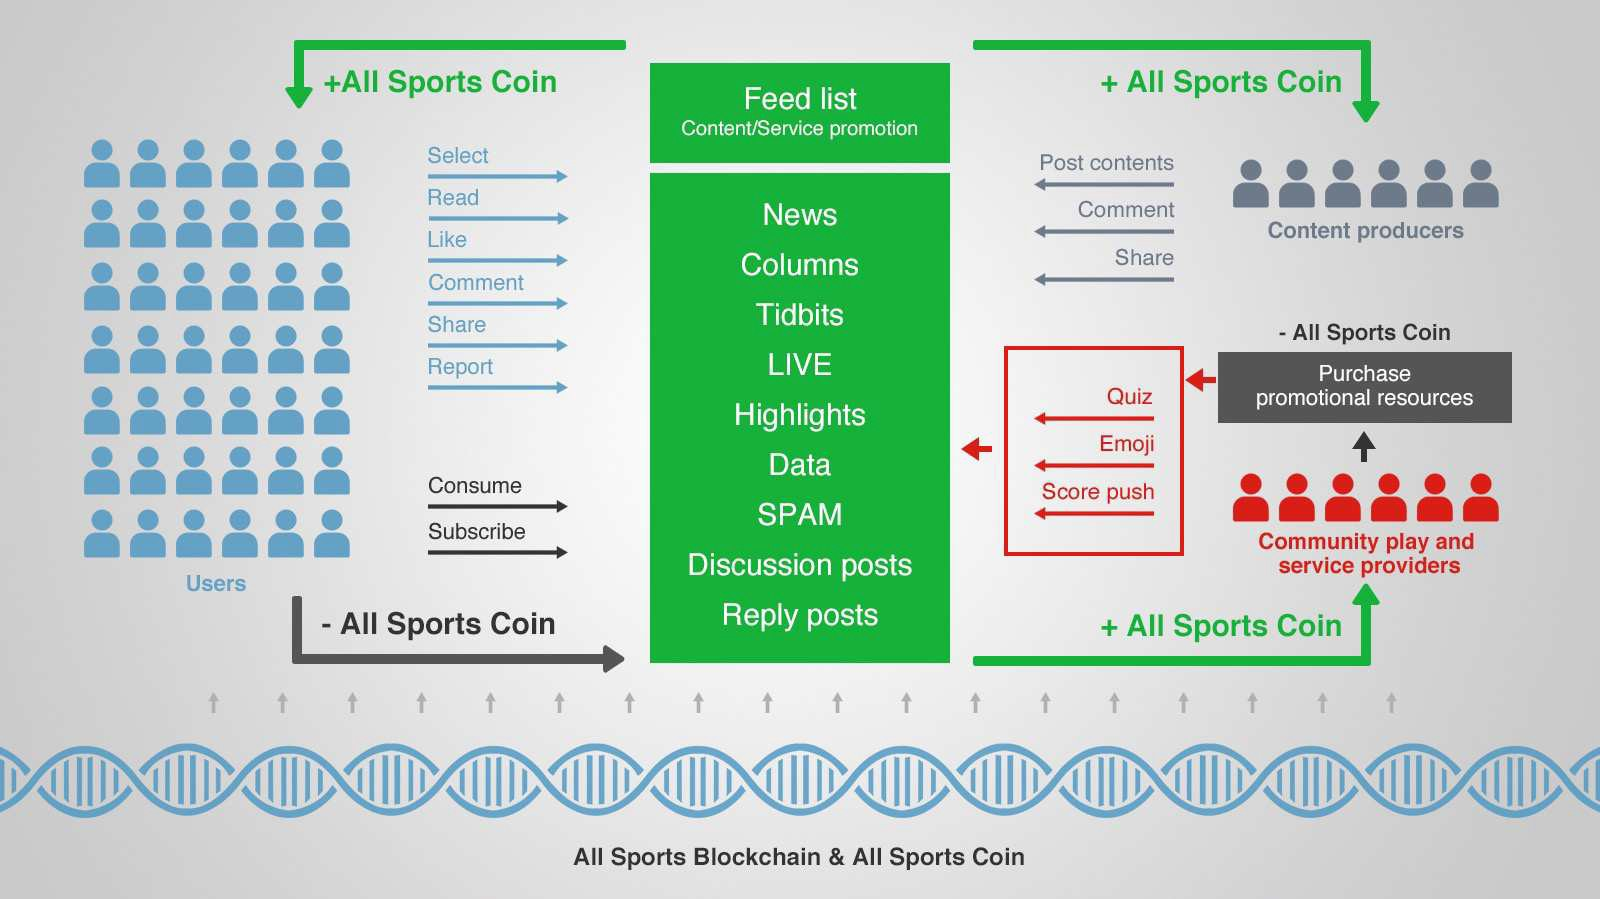 +All Sports Coin
Select
Read
Like
Comment
Share
Report
Consume
Subscribe
Users
- All Sports Coin
Feed list
Content/Service promotion
News
Columns
Tidbits
LIVE
Highlights
Data
SPAM
Discussion posts
Reply posts
+ All Sports Coin
Post contents
Comment
Share
Content producers
- All Sports Coin
Purchase
promotional resources
Quiz
Emoji
Score push
Community play and
service providers
+ All Sports Coin
All Sports Blockchain & All Sports Coin